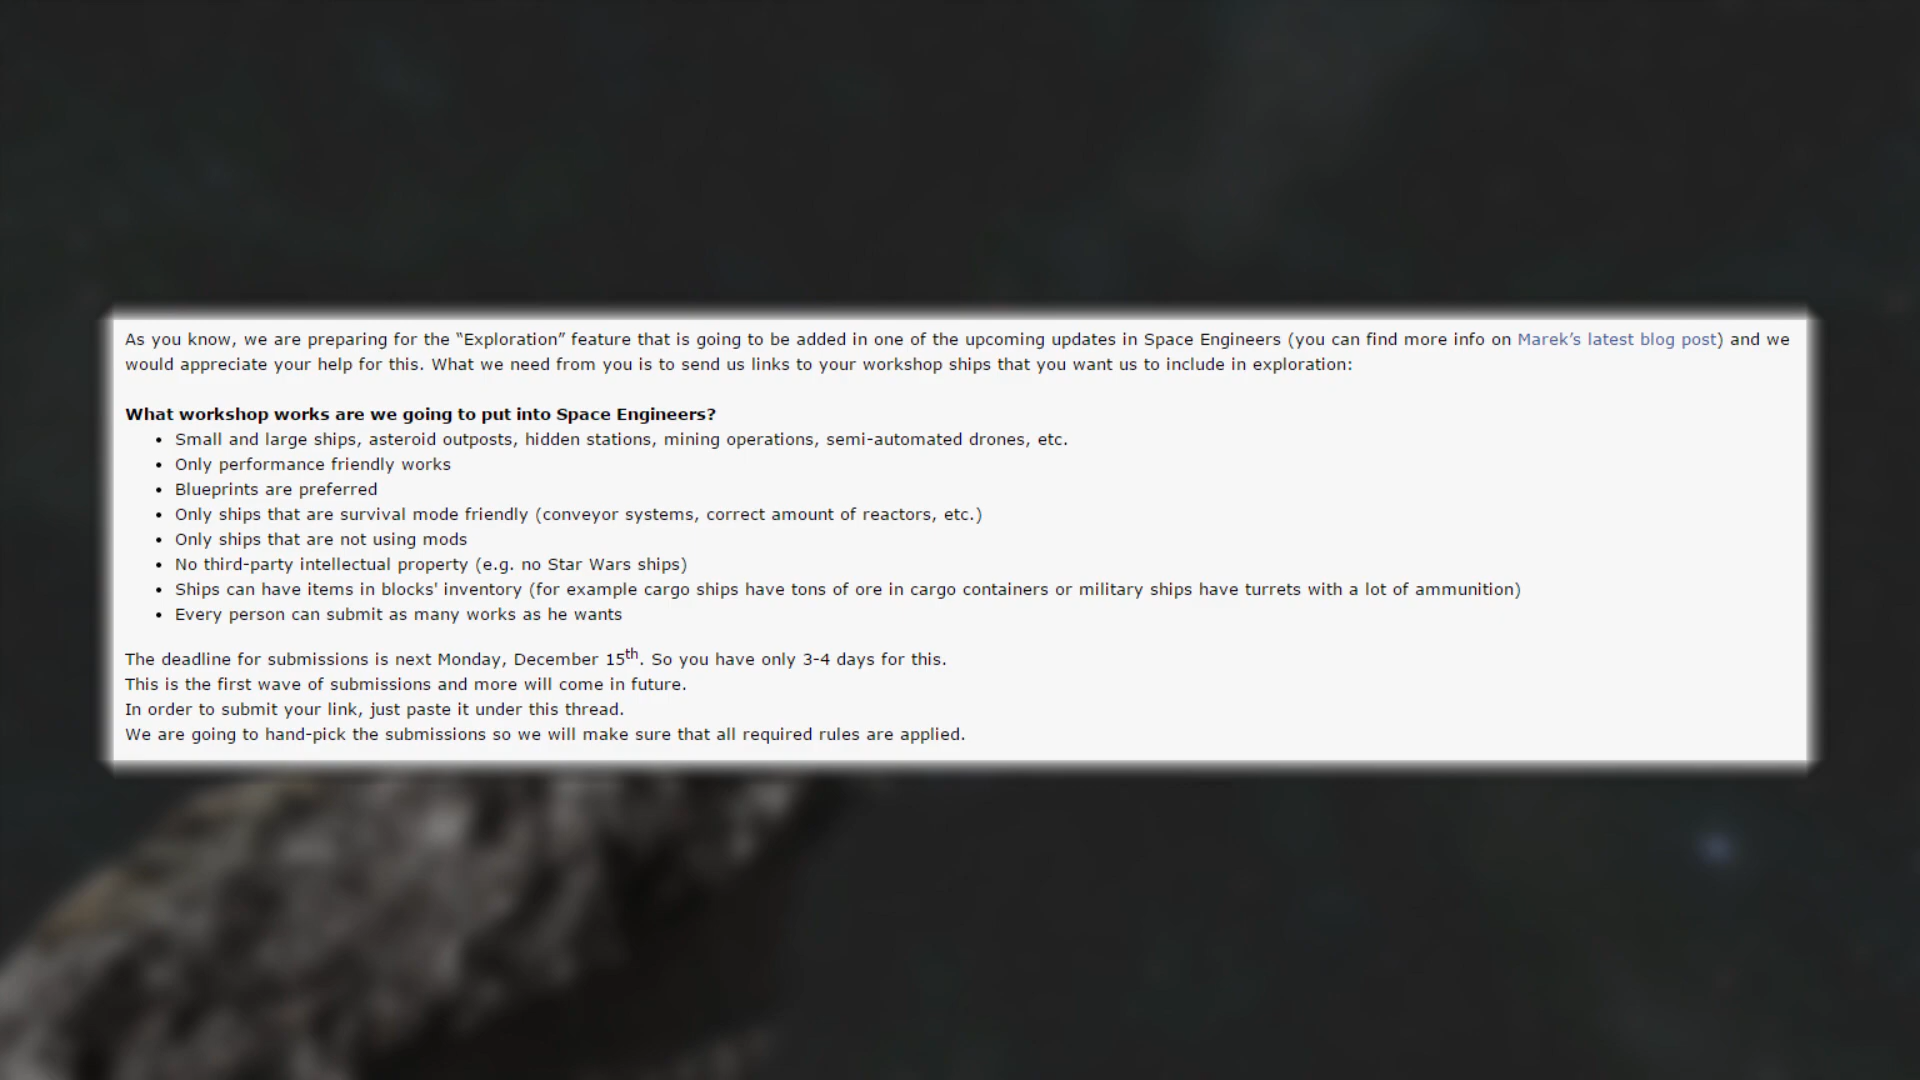 As you know, we are preparing for the “Exploration” feature that is going to be added in one of the upcoming updates in Space Engineers (you can find more info on Marek’s latest blog post) and we
would appreciate your help for this. What we need from you is to send us links to your workshop ships that you want us to include in exploration:
What workshop works are we going to put into Space Engineers?
• Small and large ships, asteroid outposts, hidden stations, mining operations, semi-automated drones, etc.
• Only performance friendly works
• Blueprints are preferred
• Only ships that are survival mode friendly (conveyor systems, correct amount of reactors, etc.)
• Only ships that are not using mods
• No third-party intellectual property (e.g. no Star Wars ships)
• Ships can have items in blocks' inventory (for example cargo ships have tons of ore in cargo containers or military ships have turrets with a lot of ammunition)
• Every person can submit as many works as he wants
The deadline for submissions is next Monday, December 15th. So you have only 3-4 days for this.
This is the first wave of submissions and more will come in future.
In order to submit your link, just paste it under this thread.
We are going to hand-pick the submissions so we will make sure that all required rules are applied.